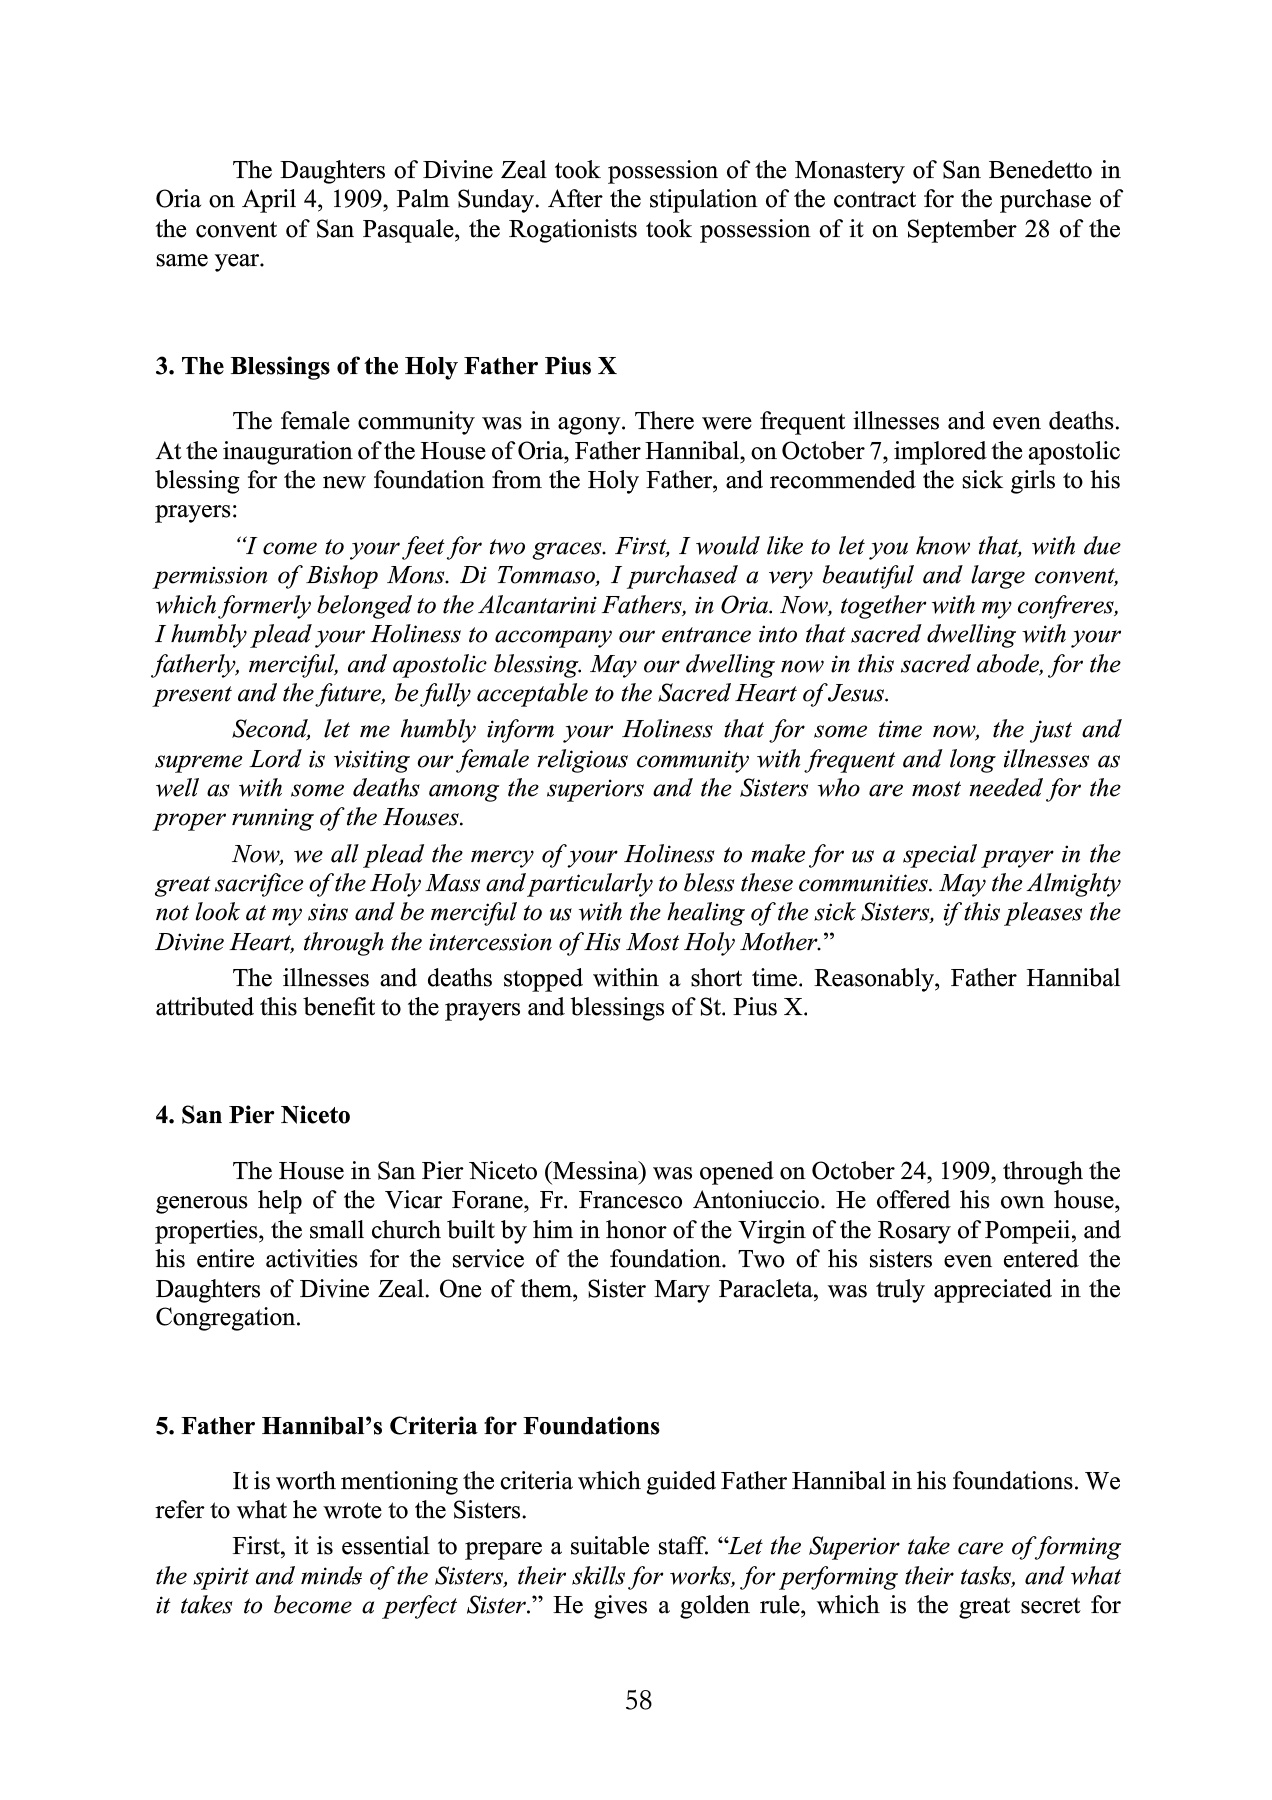 The Daughters of Divine Zeal took possession of the Monastery of San Benedetto in
Oria on April 4, 1909, Palm Sunday. After the stipulation of the contract for the purchase of
the convent of San Pasquale, the Rogationists took possession of it on September 28 of the
same year.
3. The Blessings of the Holy Father Pius X
The female community was in agony. There were frequent illnesses and even deaths.
At the inauguration of the House of Oria, Father Hannibal, on October 7, implored the apostolic
blessing for the new foundation from the Holy Father, and recommended the sick girls to his
prayers:
“I come to your feet for two graces. First, I would like to let you know that, with due
permission of Bishop Mons. Di Tommaso, I purchased a very beautiful and large convent,
which formerly belonged to the Alcantarini Fathers, in Oria. Now, together with my confreres,
I humbly plead your Holiness to accompany our entrance into that sacred dwelling with your
fatherly, merciful, and apostolic blessing. May our dwelling now in this sacred abode, for the
present and the future, be fully acceptable to the Sacred Heart of Jesus.
Second, let me humbly inform your Holiness that for some time now, the just and
supreme Lord is visiting our female religious community with frequent and long illnesses as
well as with some deaths among the superiors and the Sisters who are most needed for the
proper running of the Houses.
Now, we all plead the mercy of your Holiness to make for us a special prayer in the
great sacrifice of the Holy Mass and particularly to bless these communities. May the Almighty
not look at my sins and be merciful to us with the healing of the sick Sisters, if this pleases the
Divine Heart, through the intercession of His Most Holy Mother.”
The illnesses and deaths stopped within a short time. Reasonably, Father Hannibal
attributed this benefit to the prayers and blessings of St. Pius X.
4. San Pier Niceto
The House in San Pier Niceto (Messina) was opened on October 24, 1909, through the
generous help of the Vicar Forane, Fr. Francesco Antoniuccio. He offered his own house,
properties, the small church built by him in honor of the Virgin of the Rosary of Pompeii, and
his entire activities for the service of the foundation. Two of his sisters even entered the
Daughters of Divine Zeal. One of them, Sister Mary Paracleta, was truly appreciated in the
Congregation.
5. Father Hannibal’s Criteria for Foundations
It is worth mentioning the criteria which guided Father Hannibal in his foundations. We
refer to what he wrote to the Sisters.
First, it is essential to prepare a suitable staff. “Let the Superior take care of forming
the spirit and minds of the Sisters, their skills for works, for performing their tasks, and what
it takes to become a perfect Sister.” He gives a golden rule, which is the great secret for
58